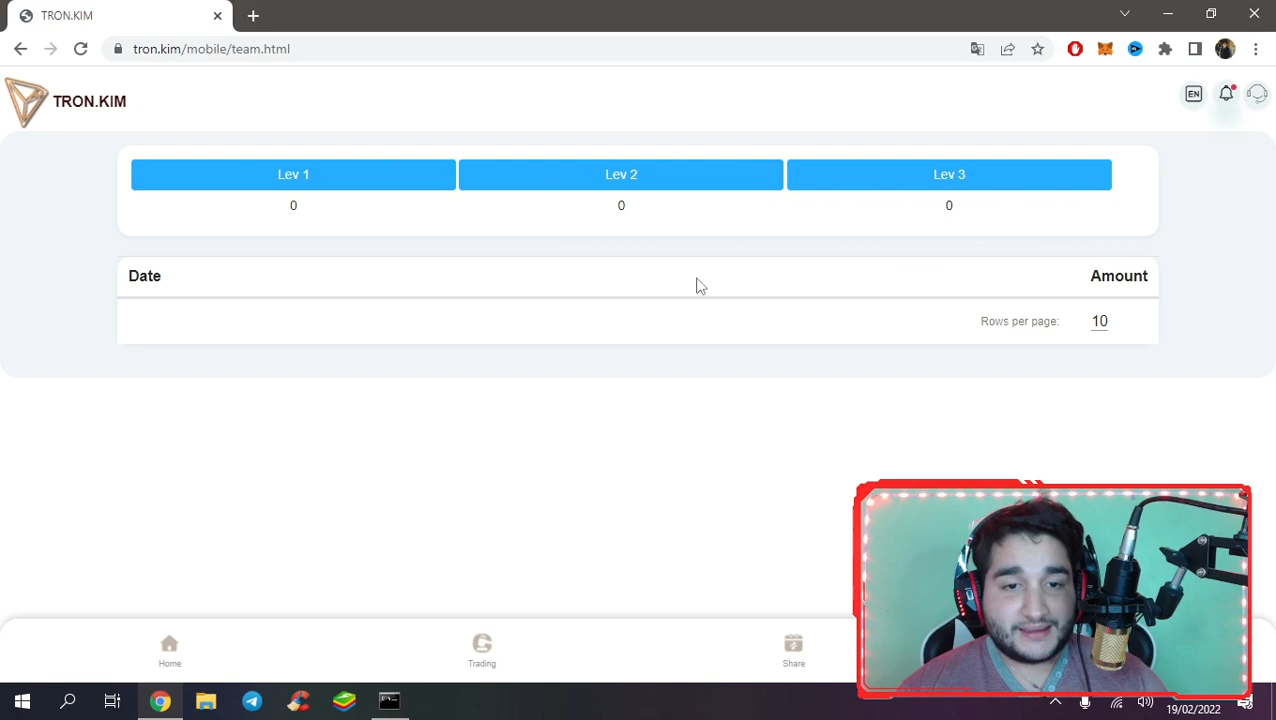 TRON.KIM
tron.kim/mobile/team.html
TRON.KIM
EN
Lev 1 Lev 2 Lev 3
0 0 0
Date Amount
Rows per page: 10
Home Trading Share
19/02/2022